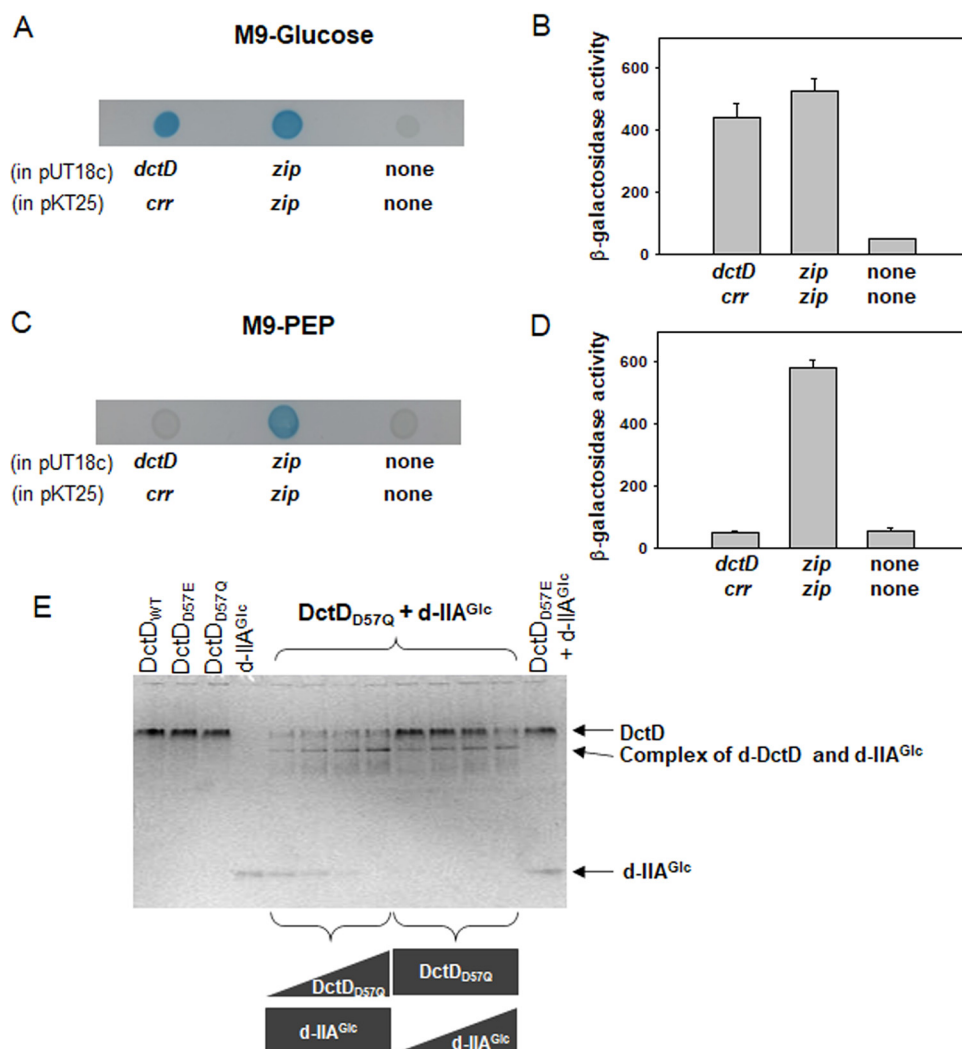 A
M9-Glucose
(in pUT18c) dctD zip none
(in pKT25) crr zip none
B
β-galactosidase activity
600
400
200
0
dctD zip none
crr zip none
C
M9-PEP
(in pUT18c) dctD zip none
(in pKT25) crr zip none
D
β-galactosidase activity
600
400
200
0
dctD zip none
crr zip none
E
DctDWT
DctDD57E
DctDD57Q
d-IIAGlc
DctDD57Q + d-IIAGlc
DctDD57E
+ d-IIAGlc
DctD
Complex of d-DctD and d-IIAGlc
d-IIAGlc
DctDD57Q
DctDD57Q
d-IIAGlc
d-IIAGlc